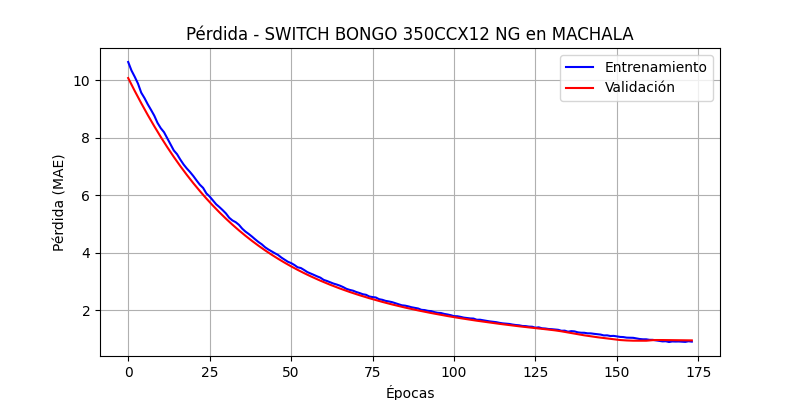 Pérdida - SWITCH BONGO 350CCX12 NG en MACHALA
Entrenamiento
Validación
Pérdida (MAE)
10
8
6
4
2
0
25
50
75
100
125
150
175
Épocas